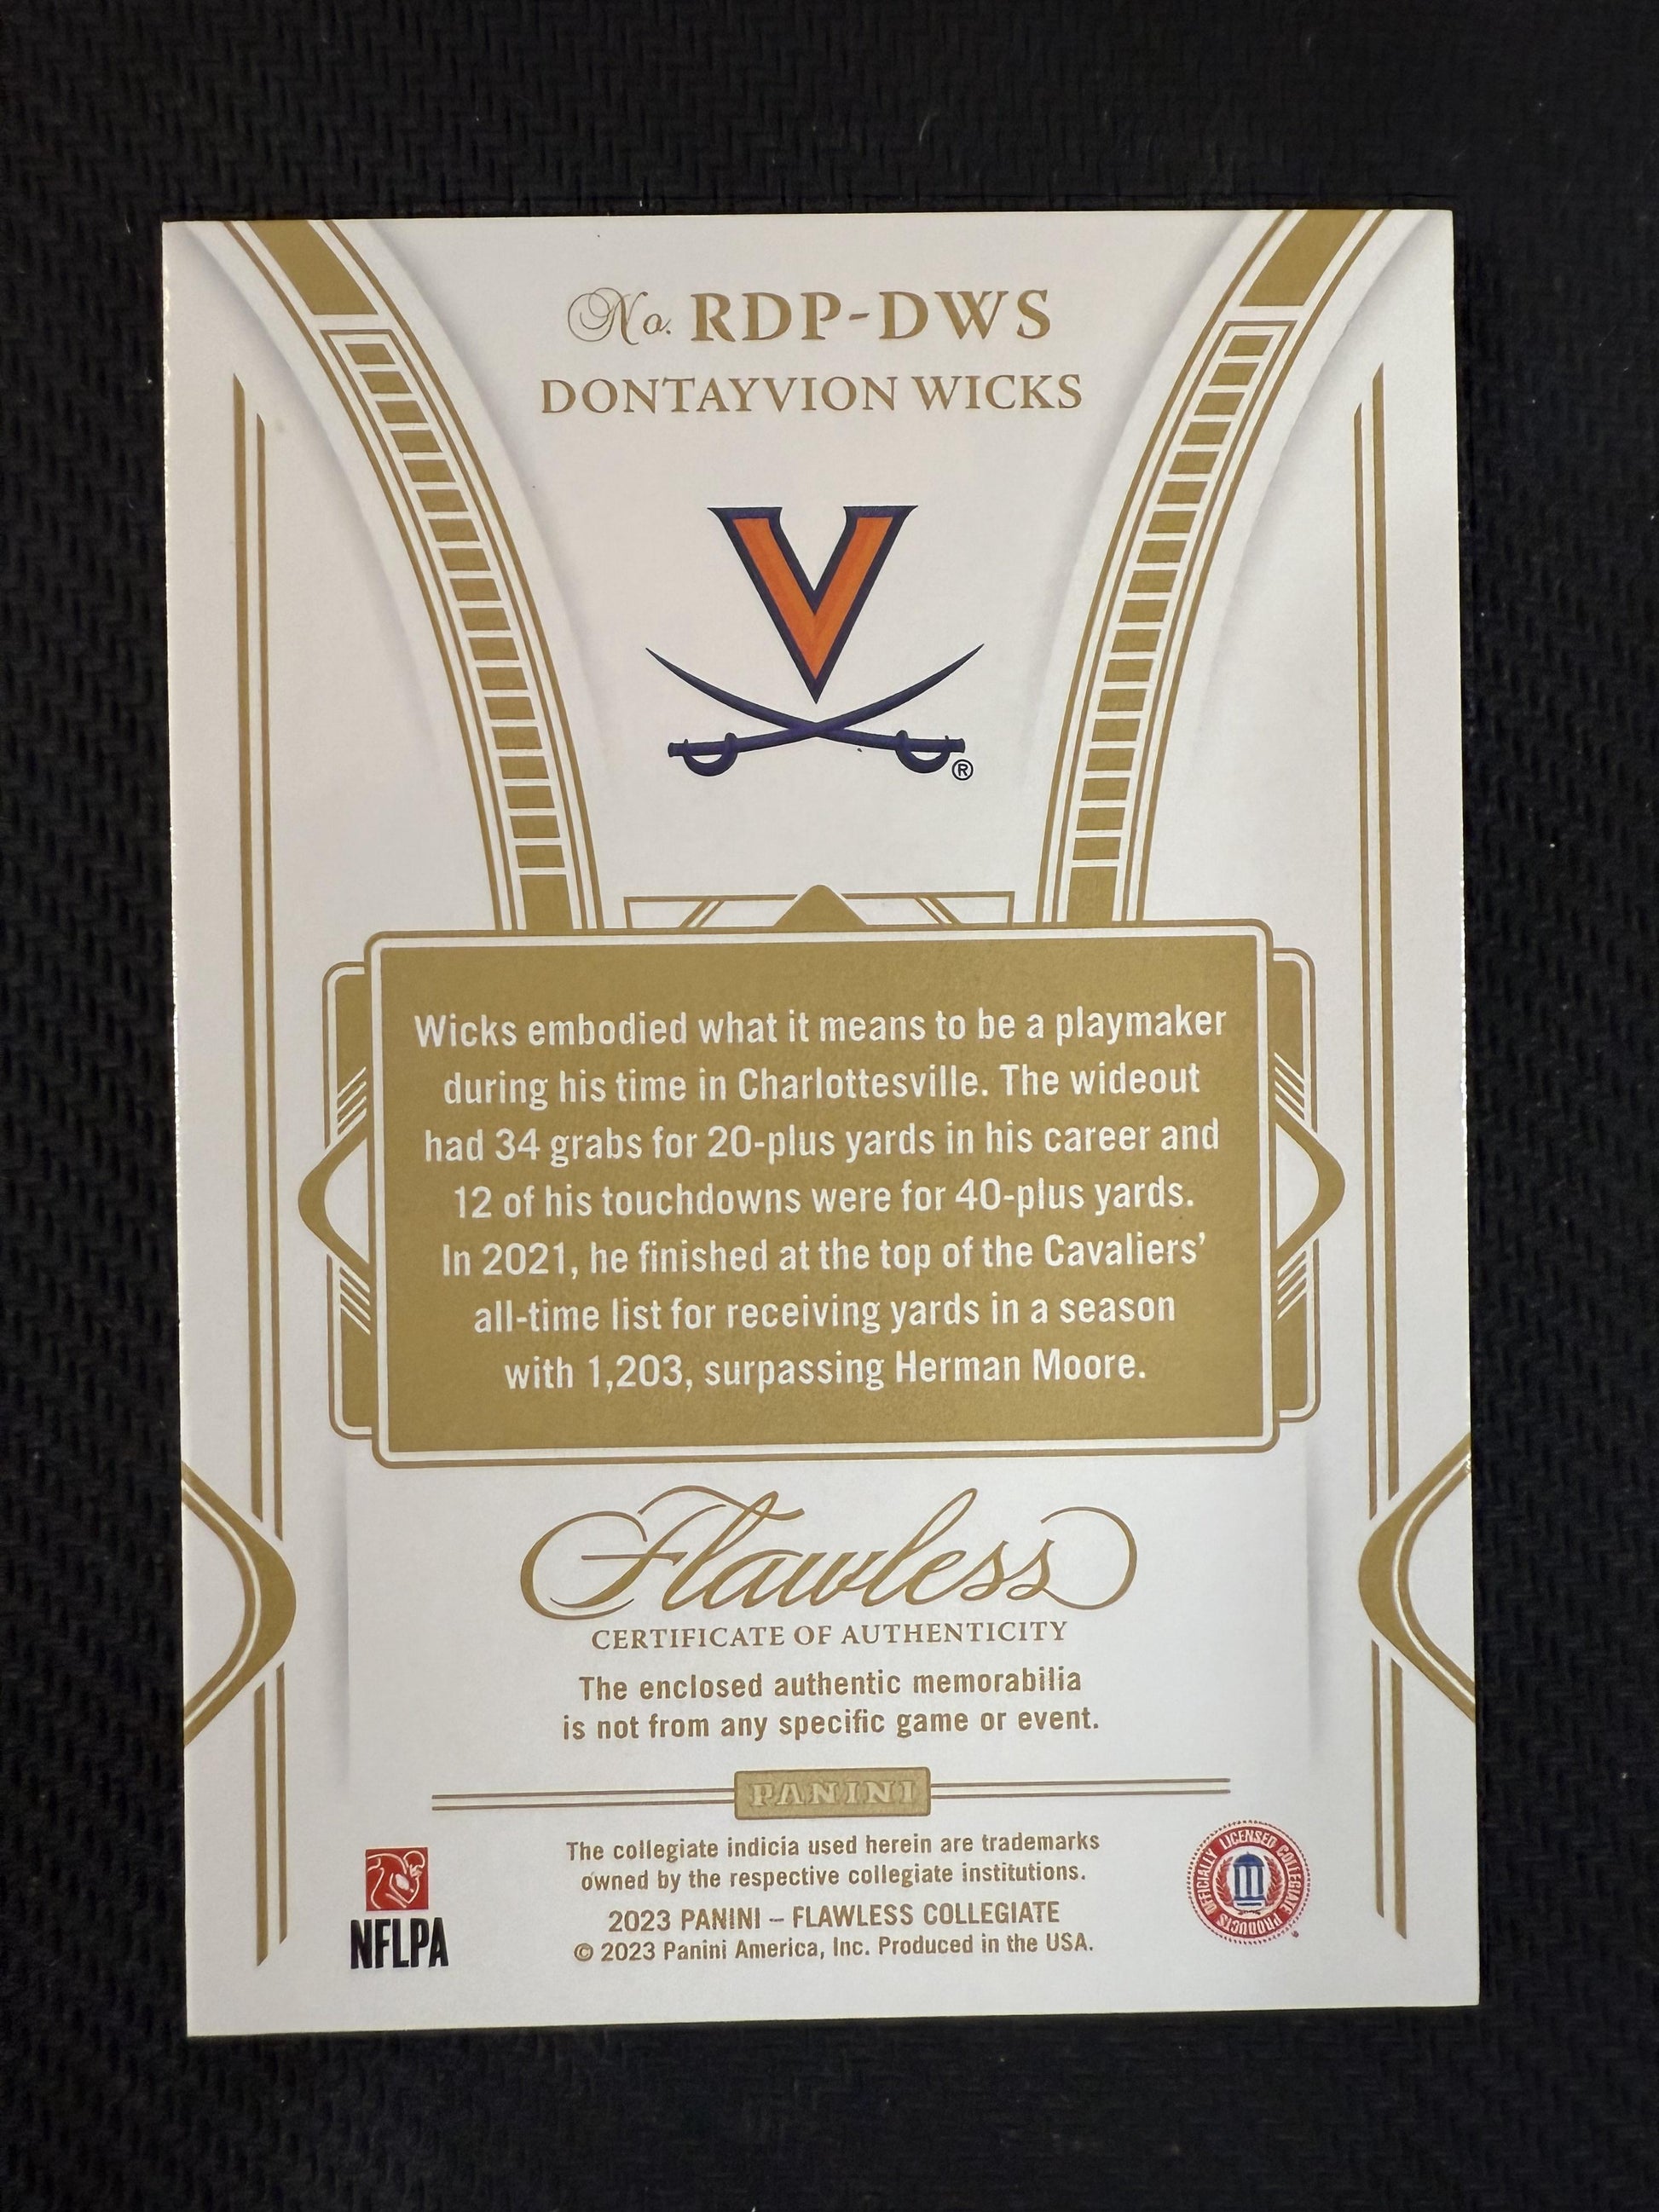 No. RDP-DWS
DONTAYVION WICKS
V
®
Wicks embodied what it means to be a playmaker
during his time in Charlottesville. The wideout
had 34 grabs for 20-plus yards in his career and
12 of his touchdowns were for 40-plus yards.
In 2021, he finished at the top of the Cavaliers’
all-time list for receiving yards in a season
with 1,203, surpassing Herman Moore.
Flawless
CERTIFICATE OF AUTHENTICITY
The enclosed authentic memorabilia
is not from any specific game or event.
PANINI
The collegiate indicia used herein are trademarks
owned by the respective collegiate institutions.
2023 PANINI – FLAWLESS COLLEGIATE
© 2023 Panini America, Inc. Produced in the USA.
NFLPA
OFFICIALLY LICENSED COLLEGIATE PRODUCTS